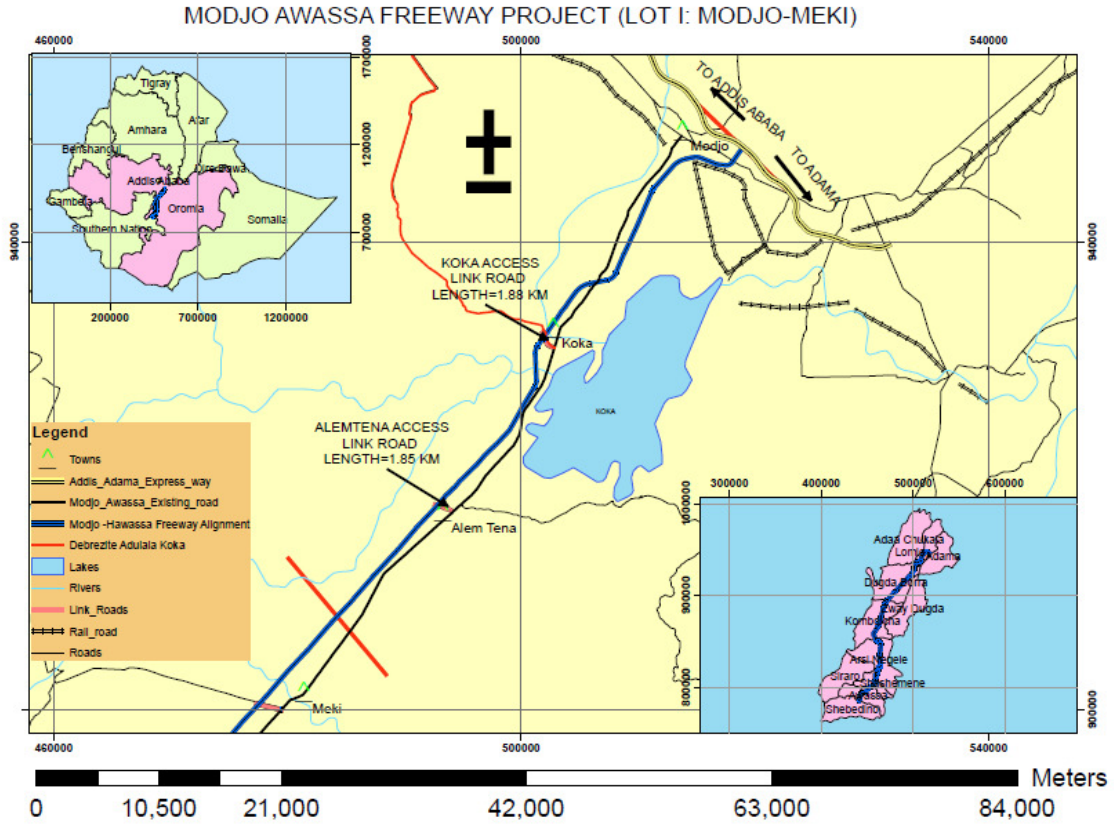 MODJO AWASSA FREEWAY PROJECT (LOT I: MODJO-MEKI)
460000
500000
540000
1700000
1200000
700000
200000
700000
1200000
Tigray
Afar
Amhara
Benshangul
Dire Dawa
Addis Ababa
Gambela
Oromia
Somalia
Southern Nation
940000
940000
TO ADDIS ABABA
TO ADAMA
Modjo
KOKA ACCESS
LINK ROAD
LENGTH=1.88 KM
Koka
KOKA
ALEMTENA ACCESS
LINK ROAD
LENGTH=1.85 KM
Alem Tena
Meki
Legend
Towns
Addis_Adama_Express_way
Modjo_Awassa_Existing_road
Modjo -Hawassa Freeway Alignment
Debrezite Adulala Koka
Lakes
Rivers
Link_Roads
Rail_road
Roads
300000
400000
500000
600000
1000000
900000
800000
Adaa Chukala
Lome
Adama
Dugda Borra
Zway Dugda
Kombolcha
Arsi Negele
Siraro
Shashemene
Awassa
Shebedino
900000
460000
500000
540000
Meters
0
10,500
21,000
42,000
63,000
84,000